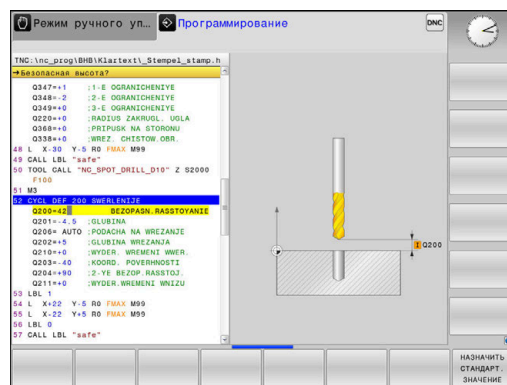 Режим ручного уп…
Программирование
DNC
TNC:\nc_prog\BHB\Klartext\_Stempel_stamp.h
→Безопасная высота?
Q347=+1 ;1-E OGRANICHENIYE
Q348=-2 ;2-E OGRANICHENIYE
Q349=+0 ;3-E OGRANICHENIYE
Q220=+0 ;RADIUS ZAKRUGL. UGLA
Q368=+0 ;PRIPUSK NA STORONU
Q338=+0 ;WREZ. CHISTOW.OBR.
48 L X-30 Y-5 R0 FMAX M99
49 CALL LBL "safe"
50 TOOL CALL "NC_SPOT_DRILL_D10" Z S2000
F100
51 M3
52 CYCL DEF 200 SWERLENIJE
Q200=42 BEZOPASN.RASSTOYANIE
Q201=-4.5 ;GLUBINA
Q206= AUTO ;PODACHA NA WREZANJE
Q202=+5 ;GLUBINA WREZANJA
Q210=+0 ;WYDER. WREMENI WWER.
Q203=-40 ;KOORD. POVERHNOSTI
Q204=+90 ;2-YE BEZOP.RASSTOJ.
Q211=+0 ;WYDER.WREMENI WNIZU
53 LBL 1
54 L X+22 Y-5 R0 FMAX M99
55 L X-22 Y+5 R0 FMAX M99
56 LBL 0
57 CALL LBL "safe"
I Q200
НАЗНАЧИТЬ
СТАНДАРТ.
ЗНАЧЕНИЕ